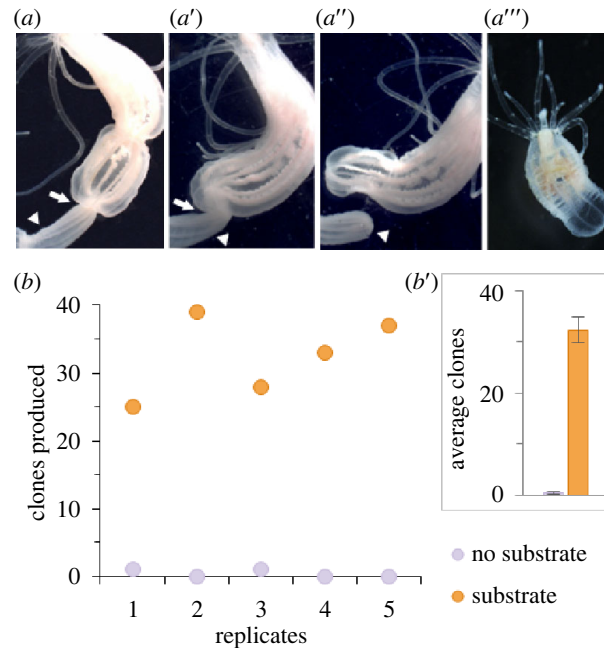 (a) (a′) (a″) (a‴)
(b)
40
30
20
10
0
clones produced
1 2 3 4 5
replicates
(b′)
40
20
0
average clones
no substrate
substrate